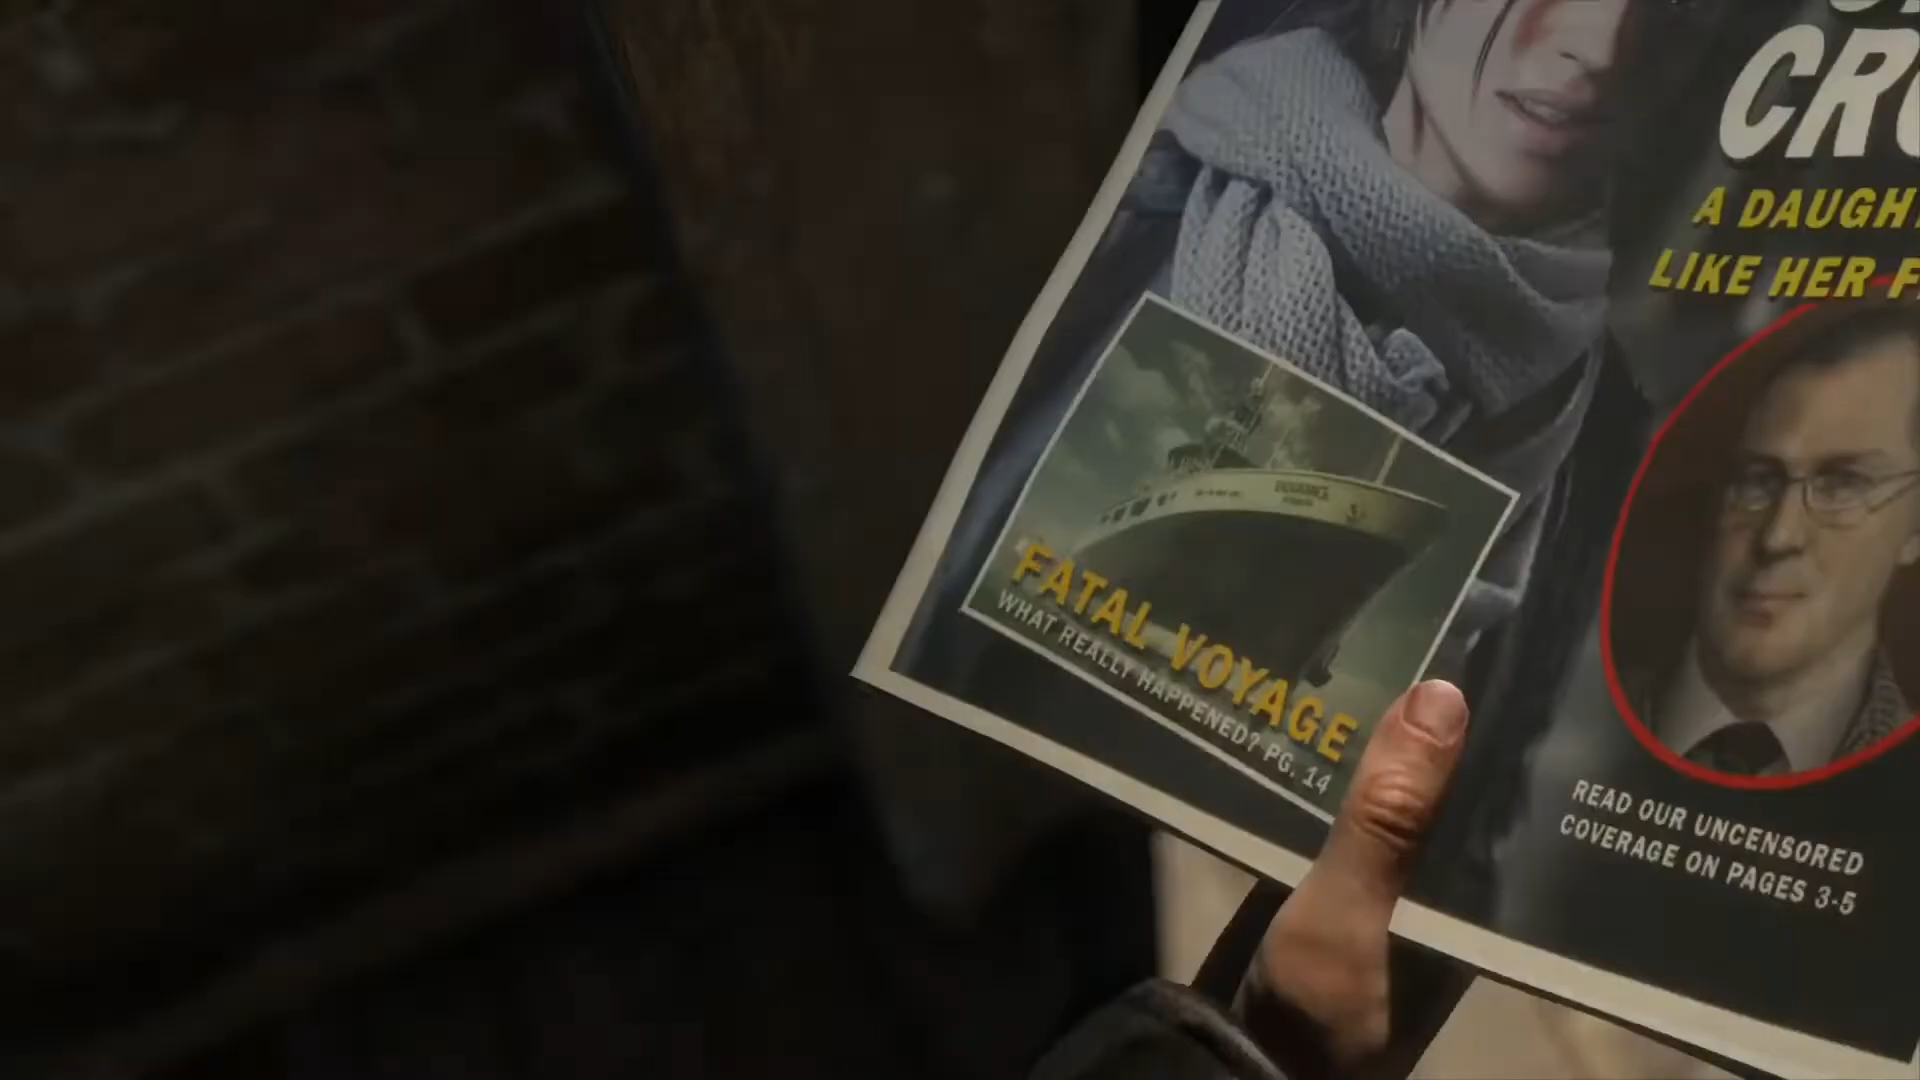 CR
A DAUGH
LIKE HER F
FATAL VOYAGE
WHAT REALLY HAPPENED? PG. 14
READ OUR UNCENSORED
COVERAGE ON PAGES 3-5